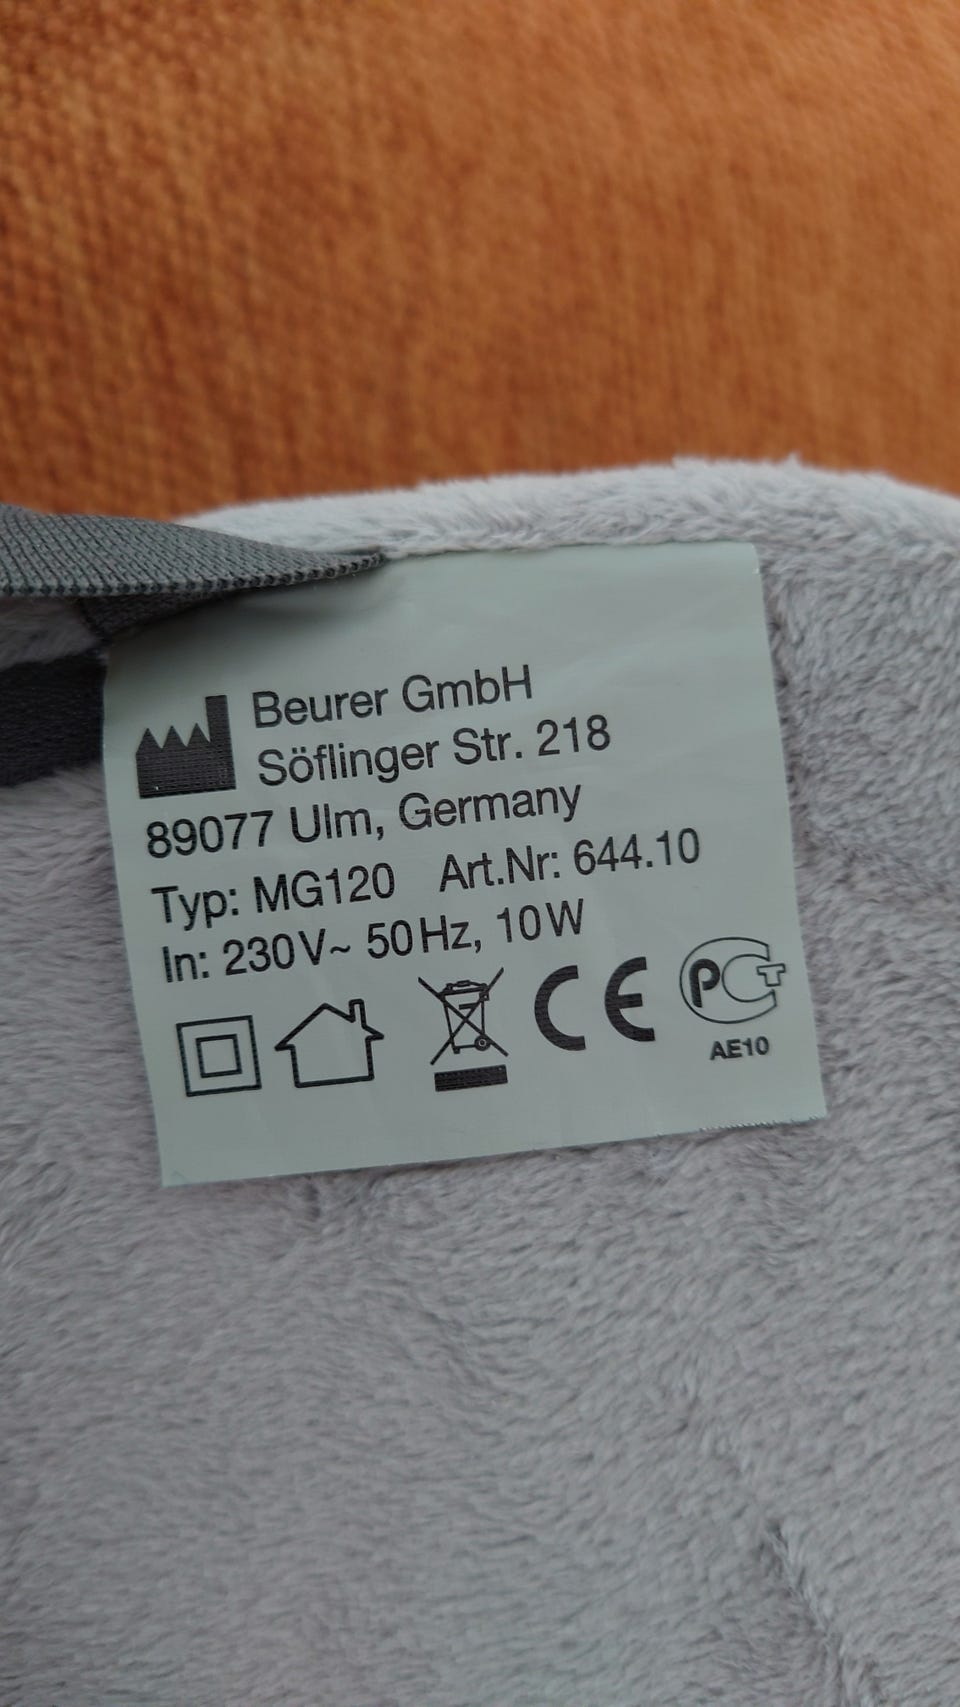 Beurer GmbH
Söflinger Str. 218
89077 Ulm, Germany
Typ: MG120 Art.Nr: 644.10
In: 230V~ 50Hz, 10W
CE PCT
AE10